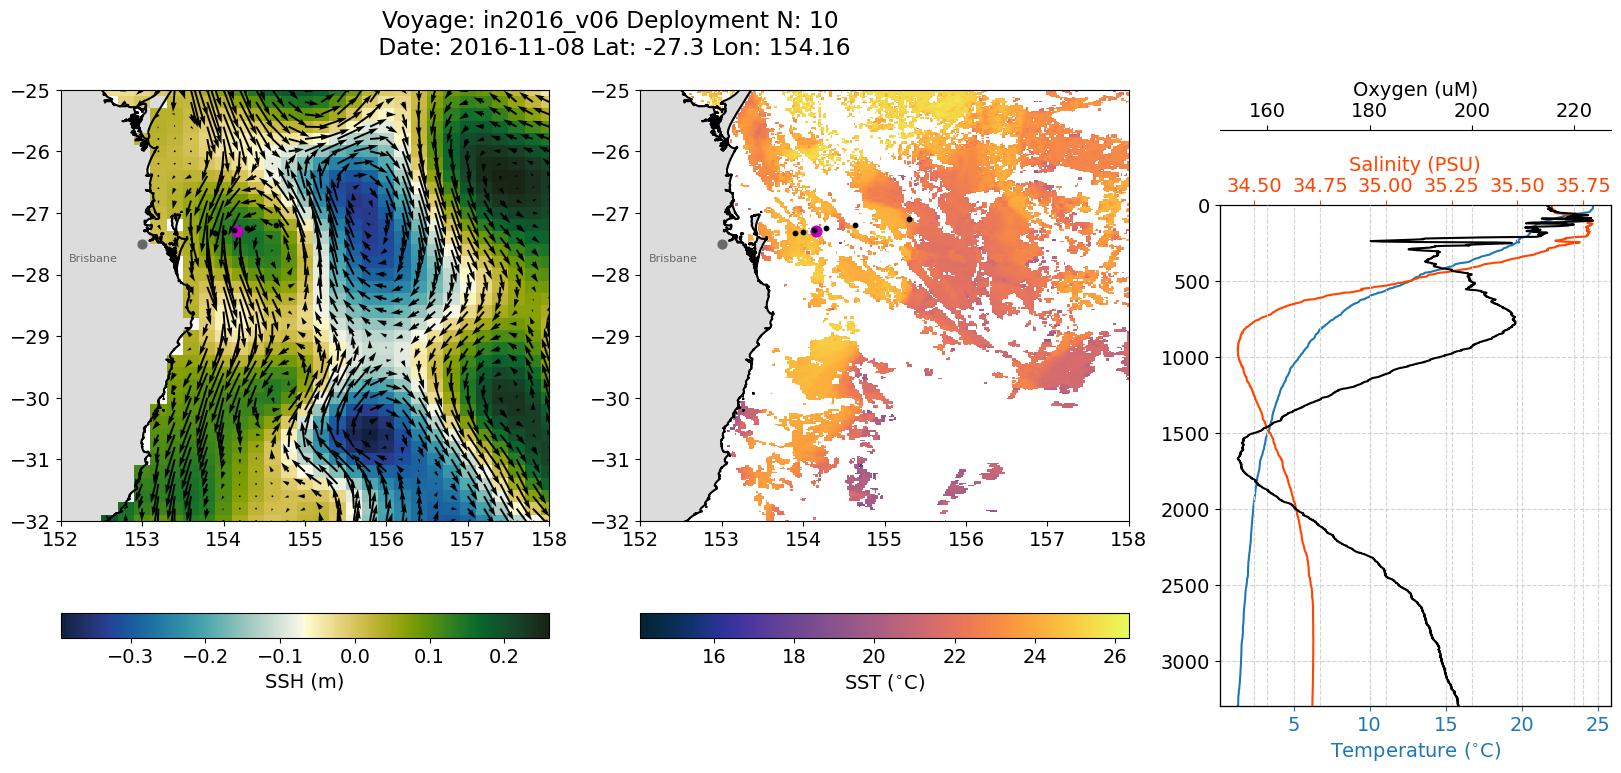 Voyage: in2016_v06 Deployment N: 10
Date: 2016-11-08 Lat: -27.3 Lon: 154.16
−25
−26
−27
−28
−29
−30
−31
−32
152 153 154 155 156 157 158
Brisbane
−0.3 −0.2 −0.1 0.0 0.1 0.2
SSH (m)
−25
−26
−27
−28
−29
−30
−31
−32
152 153 154 155 156 157 158
Brisbane
16 18 20 22 24 26
SST (°C)
Oxygen (uM)
160 180 200 220
Salinity (PSU)
34.50 34.75 35.00 35.25 35.50 35.75
0
500
1000
1500
2000
2500
3000
5 10 15 20 25
Temperature (°C)